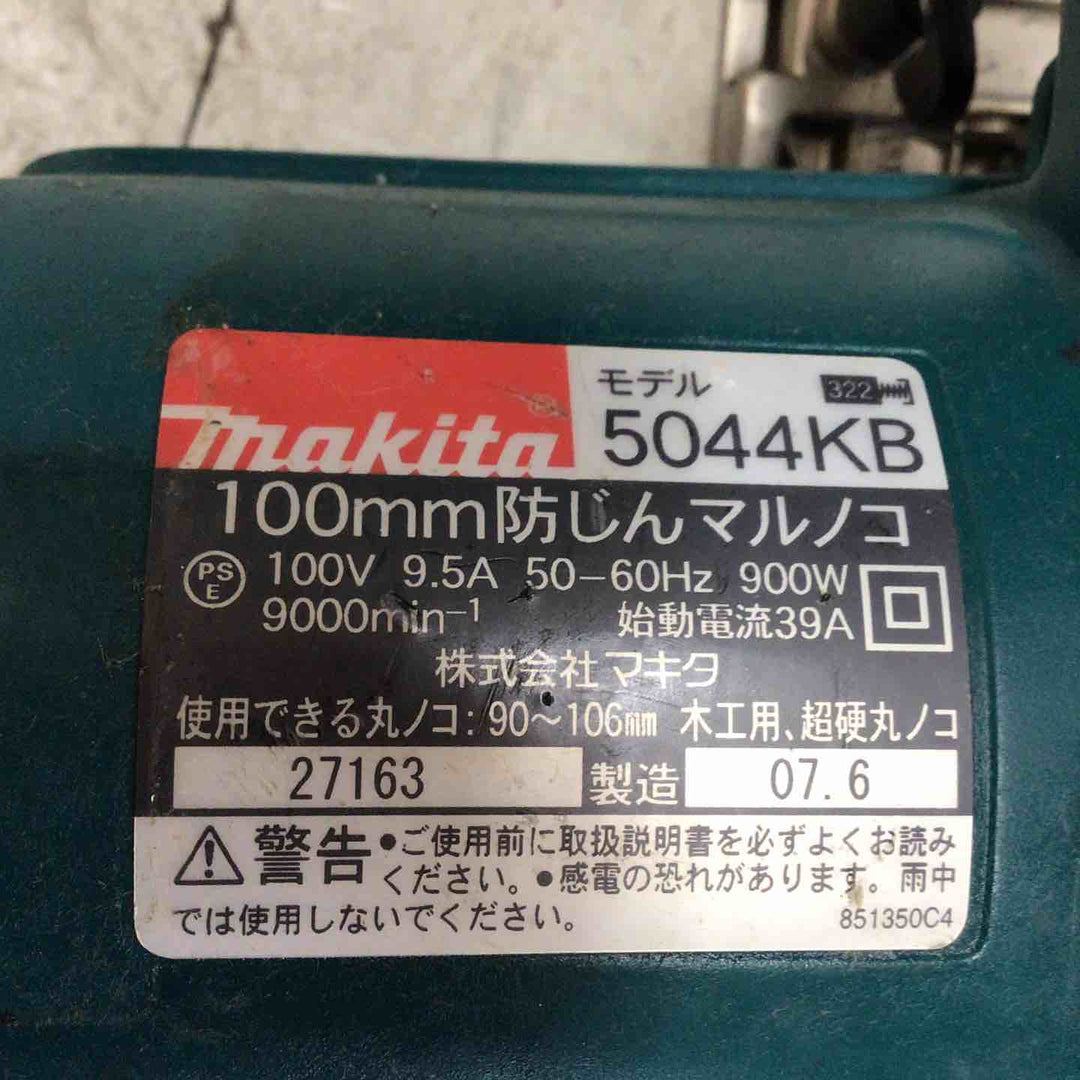 makita®
モデル
322
5044KB
100mm防じんマルノコ
PS
E
100V 9.5A 50-60Hz 900W
9000min⁻¹ 始動電流39A
株式会社マキタ
使用できる丸ノコ:90〜106mm 木工用、超硬丸ノコ
27163 製造 07.6
警告 •ご使用前に取扱説明書を必ずよくお読み
ください。•感電の恐れがあります。雨中
では使用しないでください。
851350C4